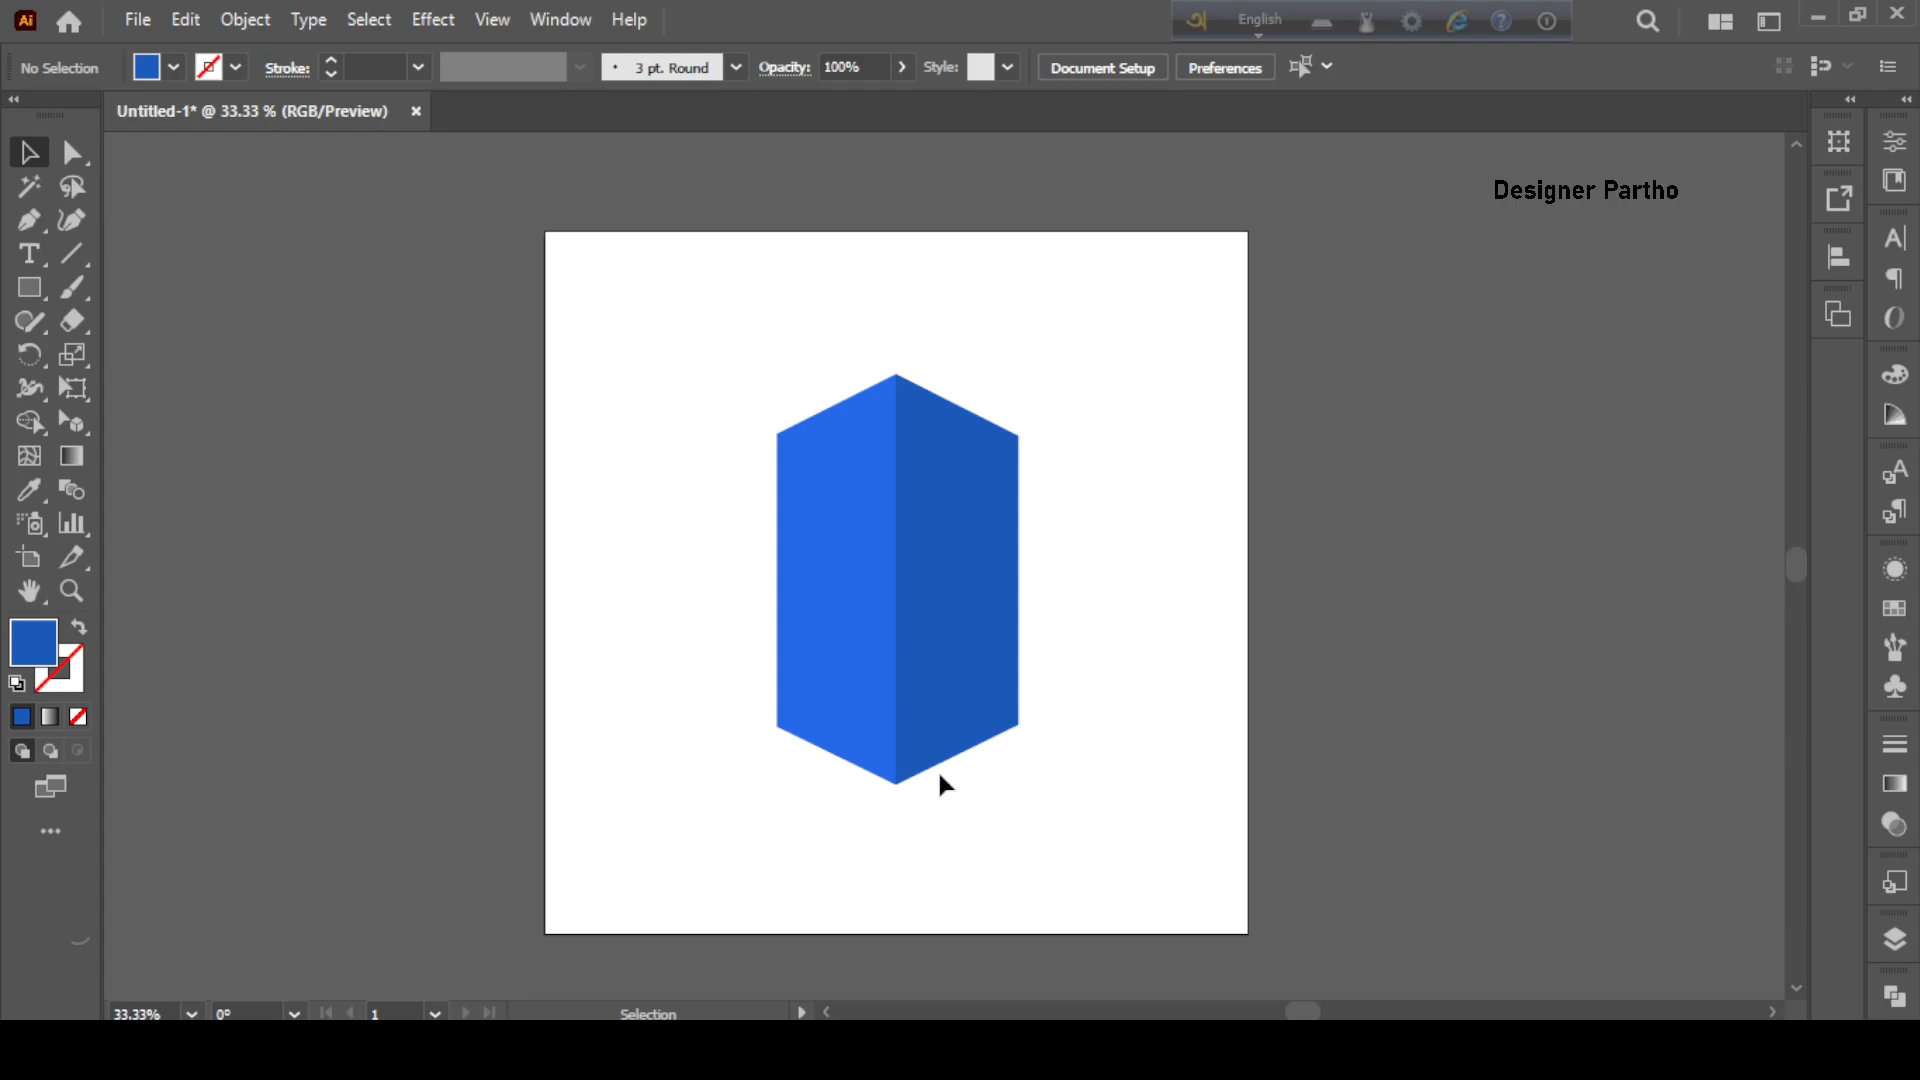 Ai
File Edit Object Type Select Effect View Window Help
English
No Selection
Stroke:
3 pt. Round
Opacity:
100%
Style:
Document Setup
Preferences
Untitled-1* @ 33.33 % (RGB/Preview)
Designer Partho
33.33%
0°
1
Selection